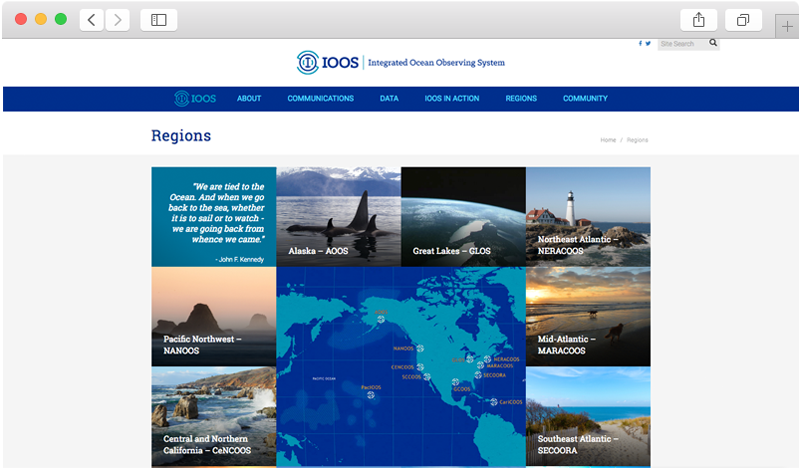 Site Search
IOOS Integrated Ocean Observing System
IOOS ABOUT COMMUNICATIONS DATA IOOS IN ACTION REGIONS COMMUNITY
Regions
Home / Regions
"We are tied to the
Ocean. And when we go
back to the sea, whether
it is to sail or to watch -
we are going back from
whence we came."
- John F. Kennedy
Alaska – AOOS
Great Lakes – GLOS
Northeast Atlantic –
NERACOOS
Pacific Northwest –
NANOOS
Mid-Atlantic –
MARACOOS
Central and Northern
California – CeNCOOS
Southeast Atlantic –
SECOORA
NANOOS
CENCOOS
SCCOOS
PACIFIC OCEAN
PacIOOS
NERACOOS
MARACOOS
SECOORA
GCOOS
CariCOOS